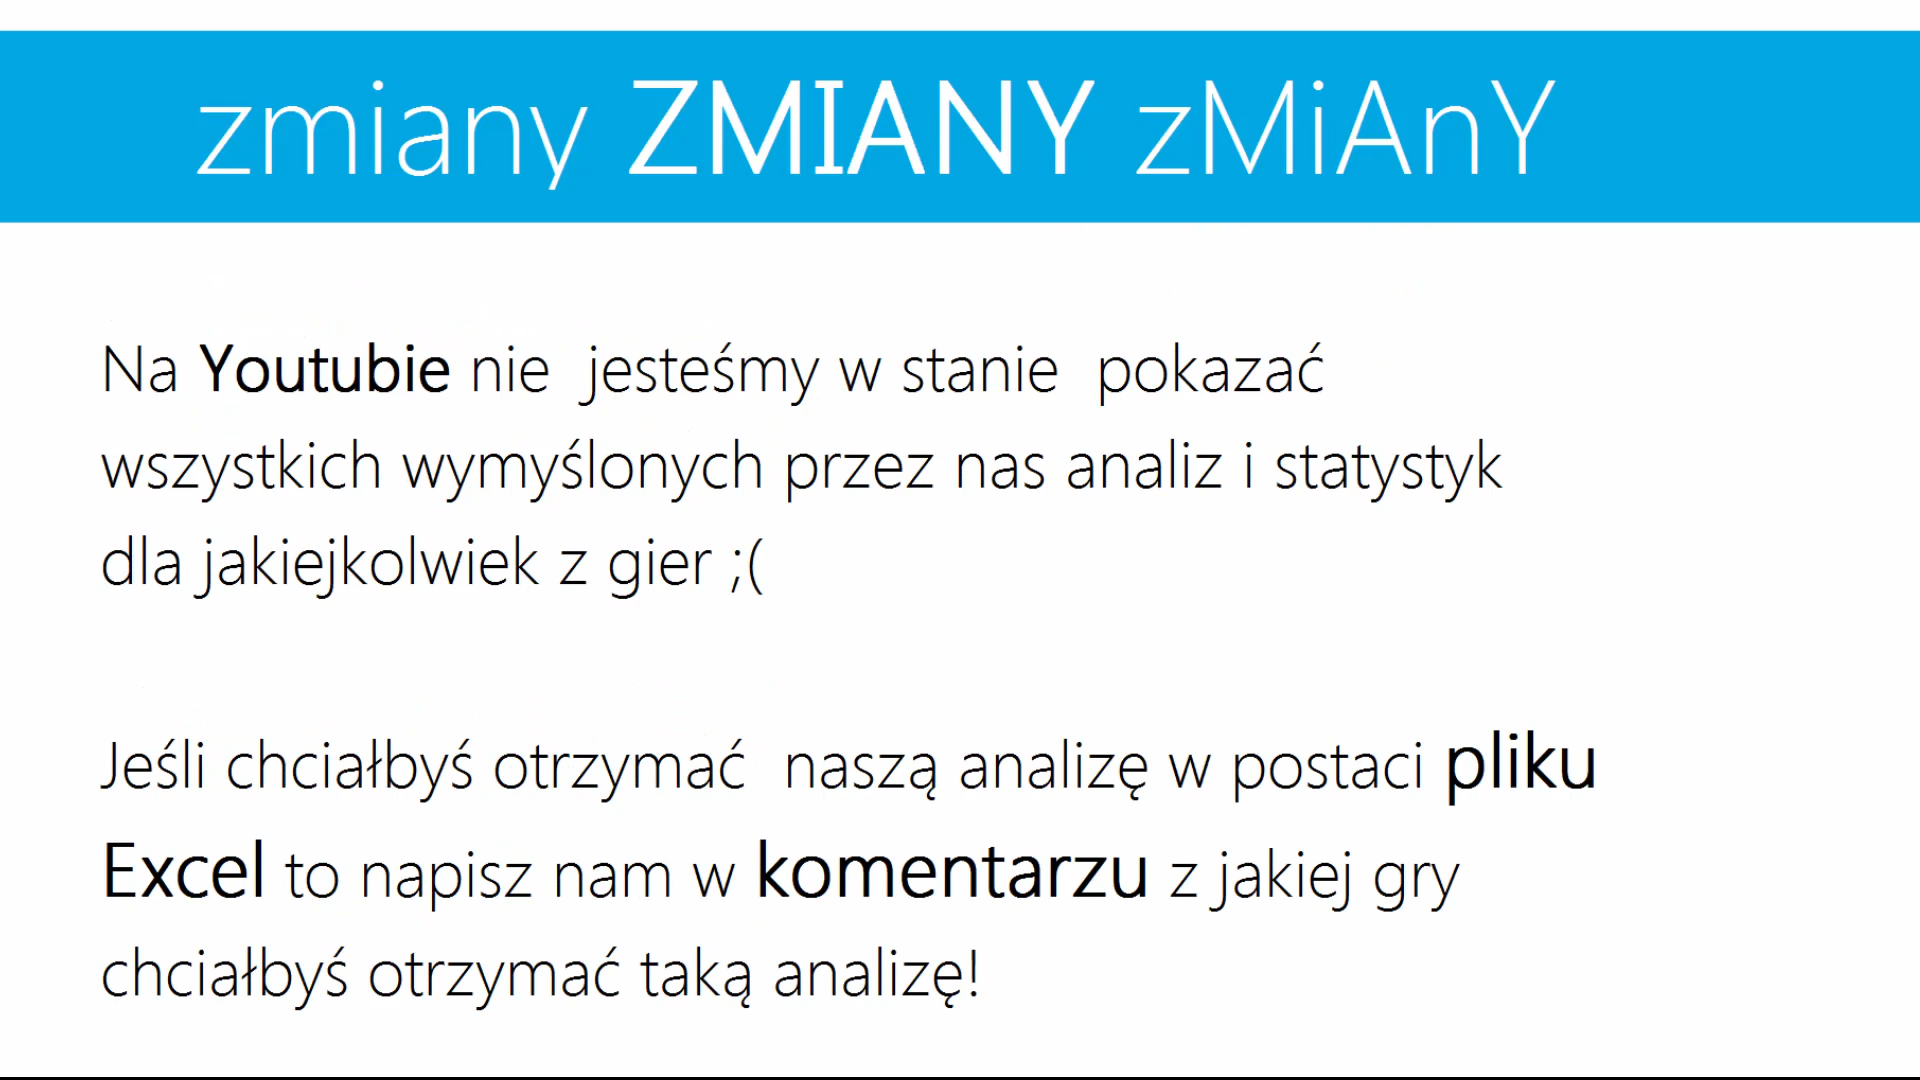 zmiany ZMIANY zMiAnY
Na Youtubie nie jesteśmy w stanie pokazać
wszystkich wymyślonych przez nas analiz i statystyk
dla jakiejkolwiek z gier ;(
Jeśli chciałbyś otrzymać naszą analizę w postaci pliku
Excel to napisz nam w komentarzu z jakiej gry
chciałbyś otrzymać taką analizę!